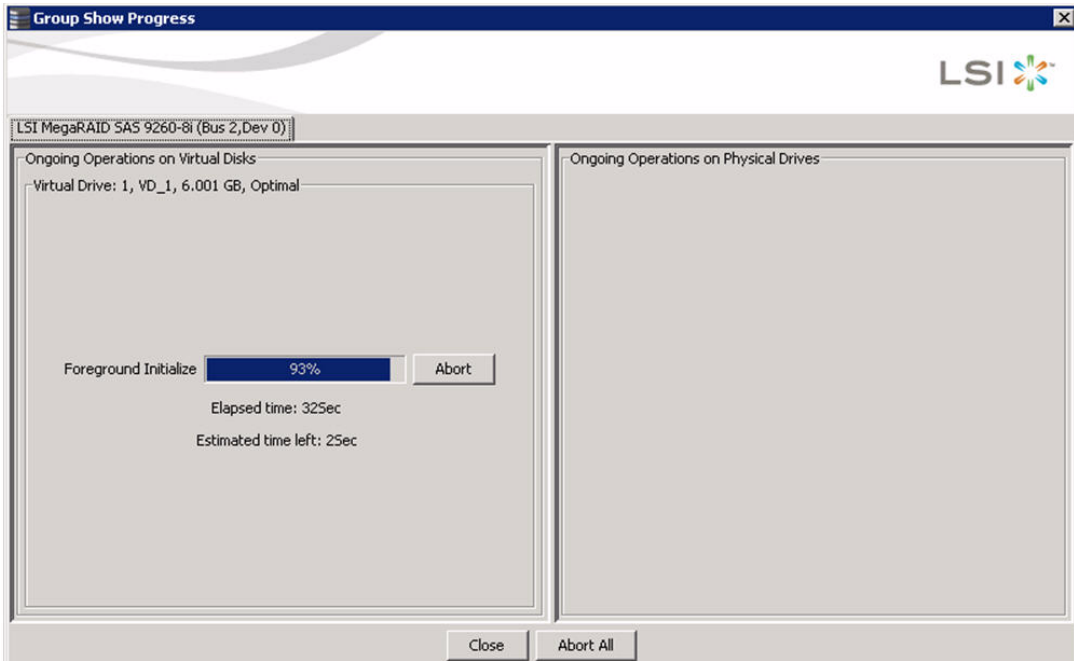 Group Show Progress
LSI
LSI MegaRAID SAS 9260-8i (Bus 2,Dev 0)
Ongoing Operations on Virtual Disks
Virtual Drive: 1, VD_1, 6.001 GB, Optimal
Foreground Initialize 93% Abort
Elapsed time: 32Sec
Estimated time left: 2Sec
Ongoing Operations on Physical Drives
Close Abort All